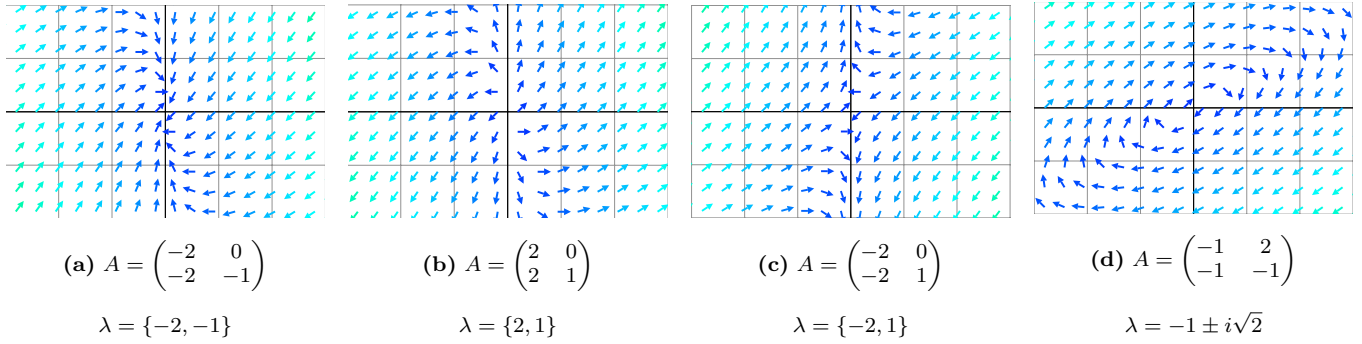 (a) A = \begin{pmatrix} -2 & 0 \\ -2 & -1 \end{pmatrix}
λ = {−2, −1}
(b) A = \begin{pmatrix} 2 & 0 \\ 2 & 1 \end{pmatrix}
λ = {2, 1}
(c) A = \begin{pmatrix} -2 & 0 \\ -2 & 1 \end{pmatrix}
λ = {−2, 1}
(d) A = \begin{pmatrix} -1 & 2 \\ -1 & -1 \end{pmatrix}
λ = −1 ± i√2